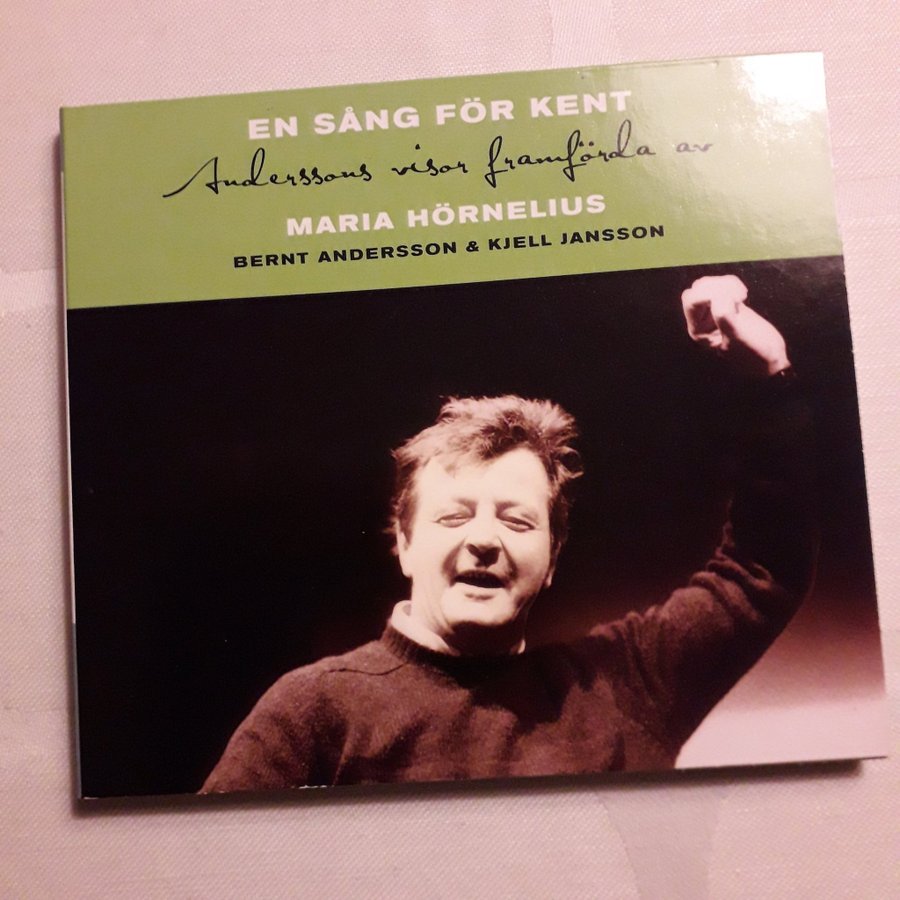 EN SÅNG FÖR KENT
Anderssons visor framförda av
MARIA HÖRNELIUS
BERNT ANDERSSON & KJELL JANSSON